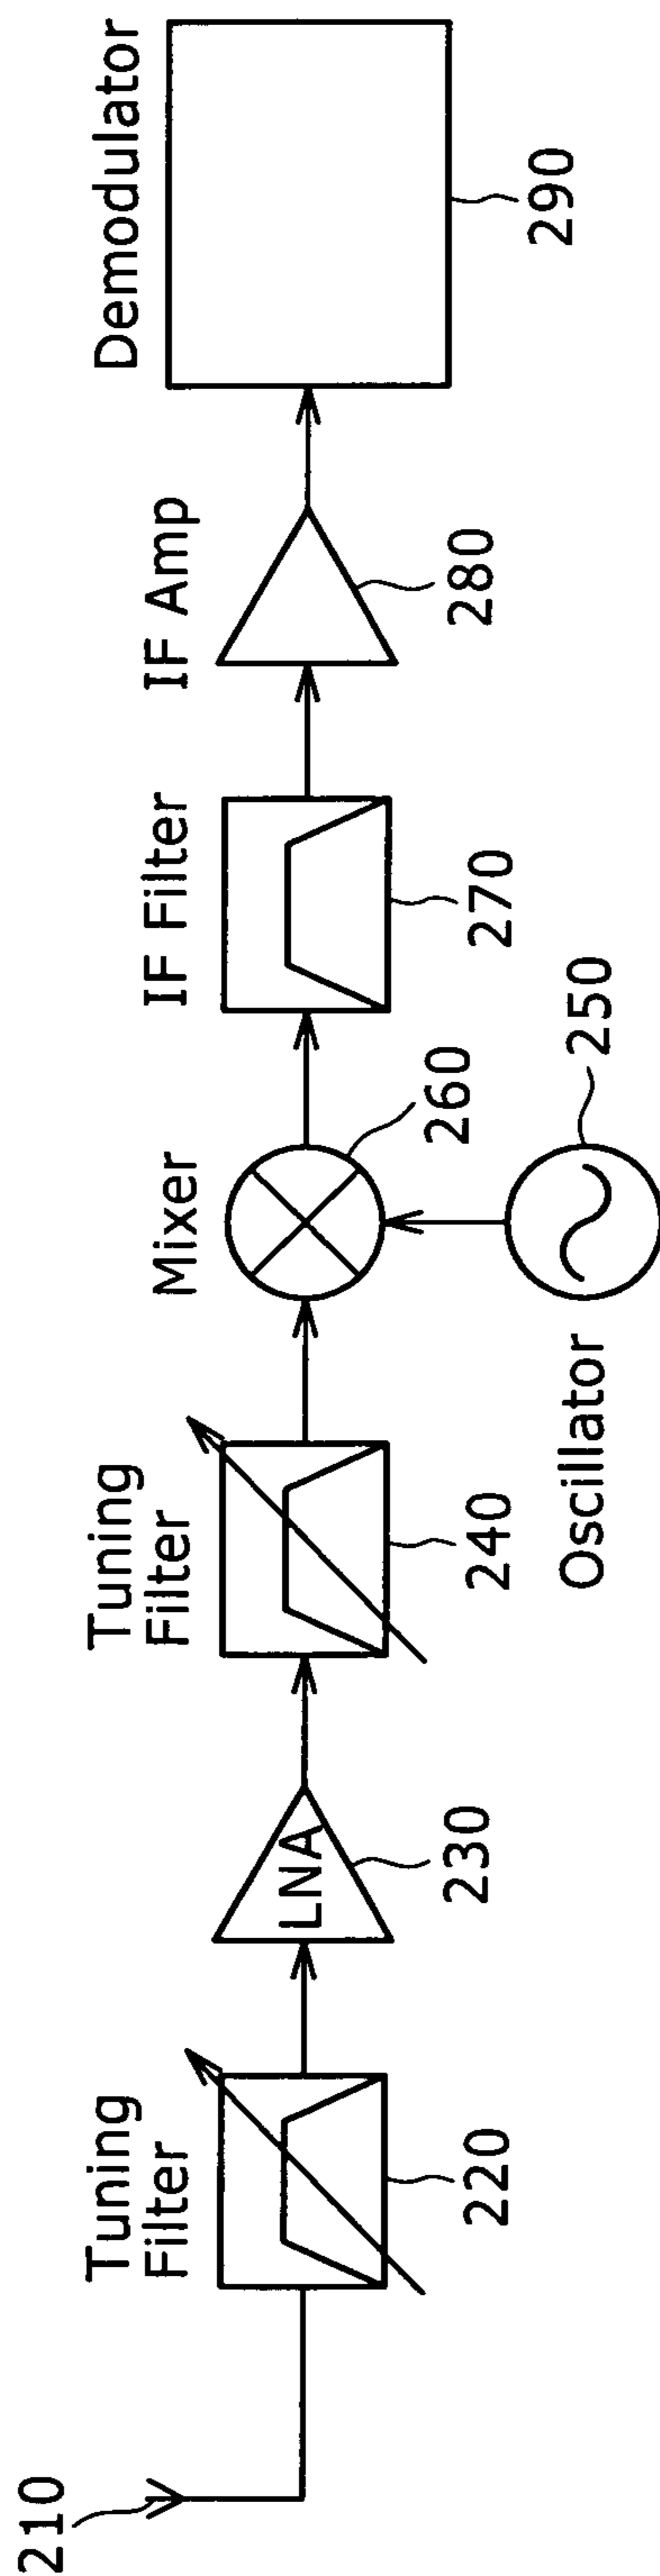 210
Tuning
Filter
220
LNA
230
Tuning
Filter
240
Mixer
260
Oscillator
250
IF Filter
270
IF Amp
280
Demodulator
290